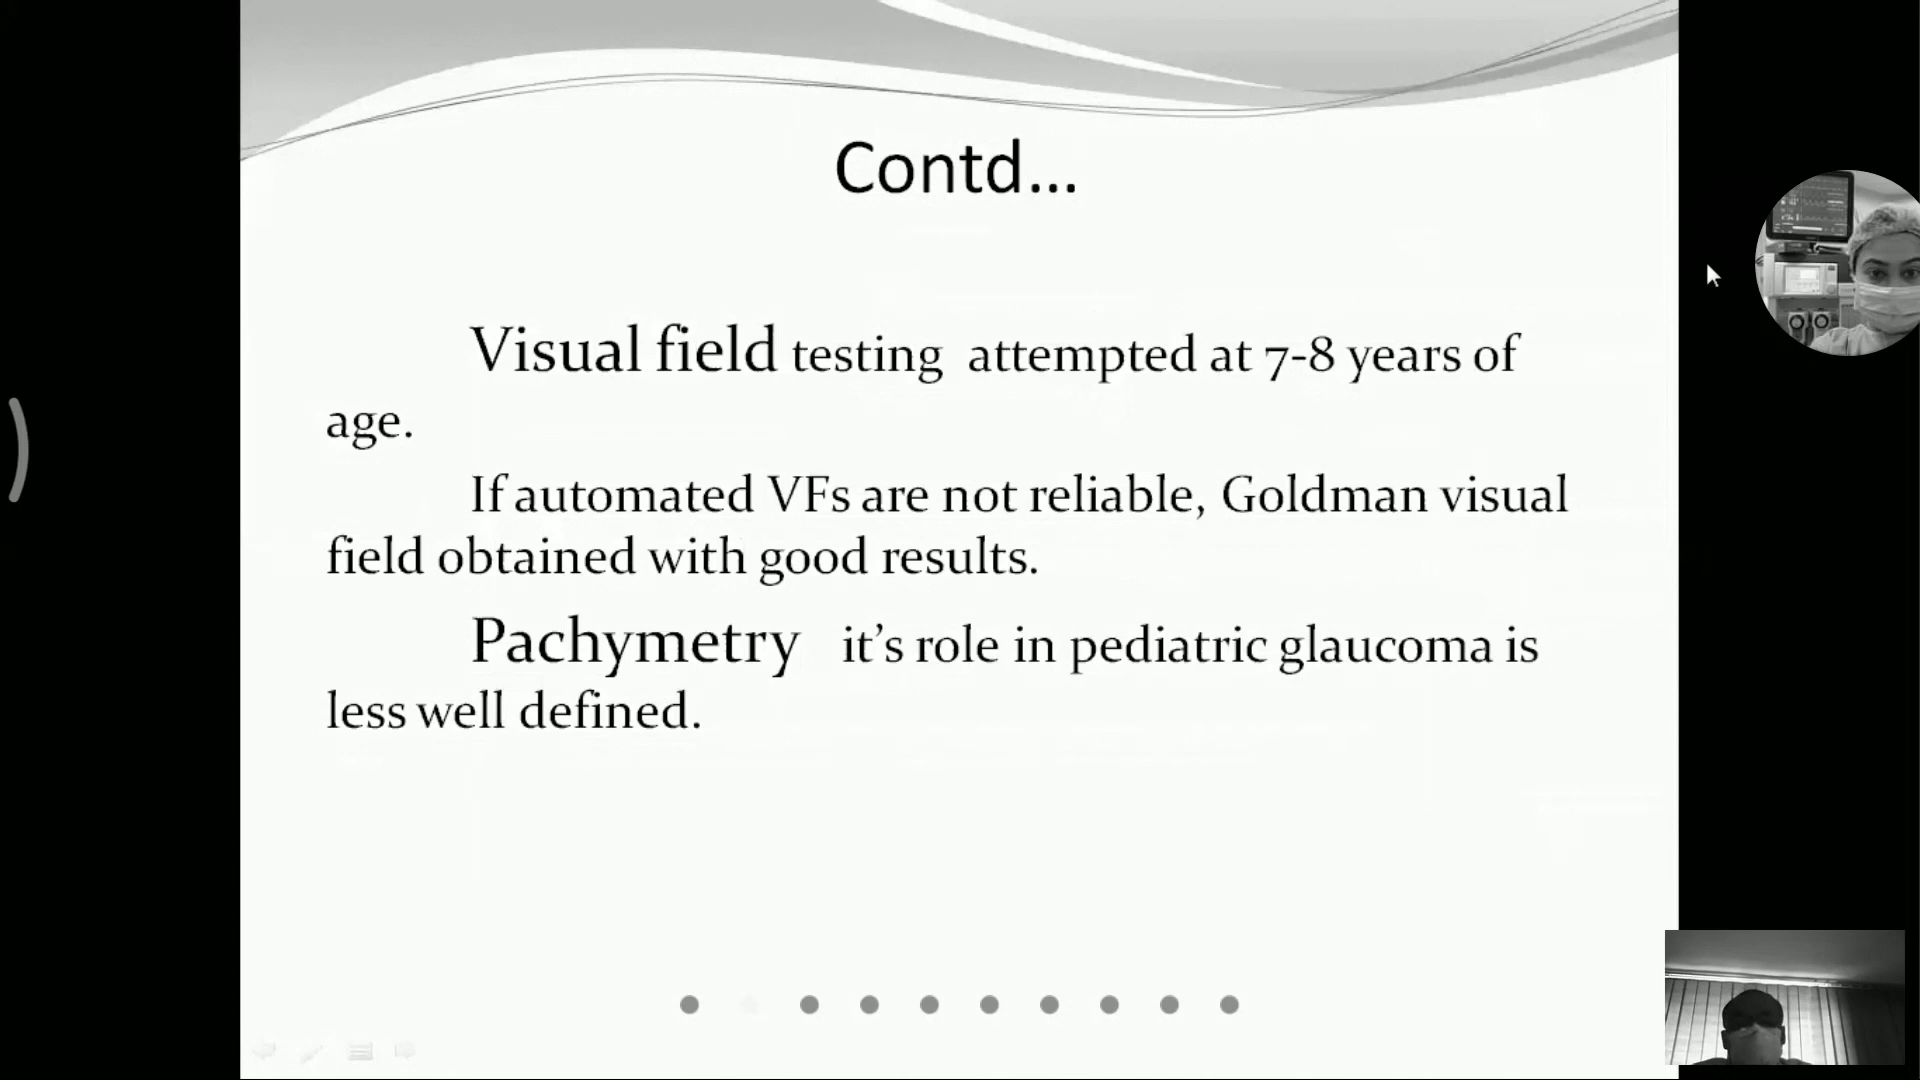 Contd...
Visual field testing attempted at 7-8 years of
age.
If automated VFs are not reliable, Goldman visual
field obtained with good results.
Pachymetry it’s role in pediatric glaucoma is
less well defined.